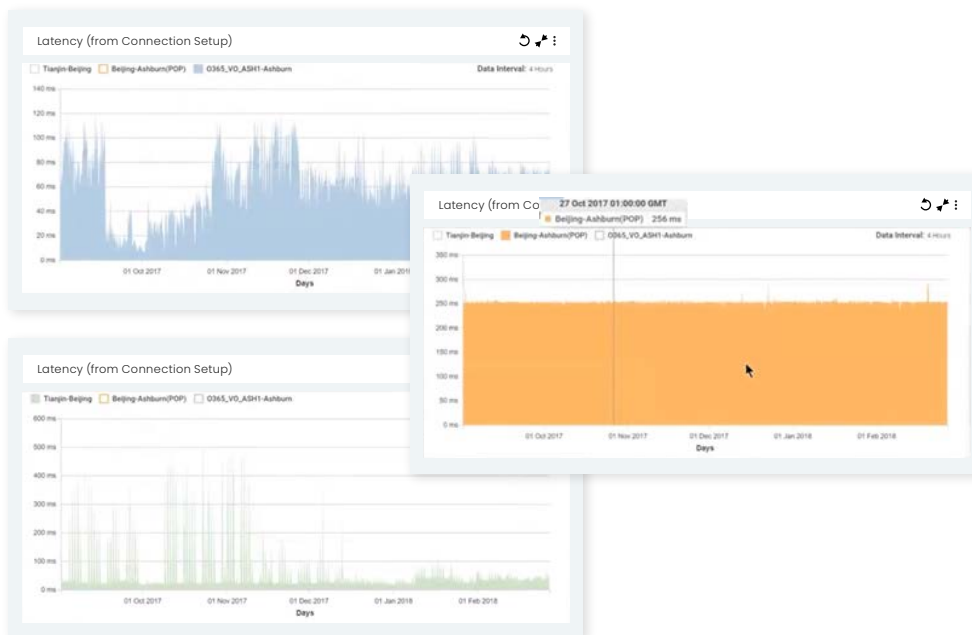 Latency (from Connection Setup)
Tianjin-Beijing Beijing-Ashburn(POP) O365_VO_ASH1-Ashburn Data Interval: 4 Hours
140 ms
120 ms
100 ms
80 ms
60 ms
40 ms
20 ms
0 ms
01 Oct 2017 01 Nov 2017 01 Dec 2017 01 Jan 201
Days
Latency (from Co
27 Oct 2017 01:00:00 GMT
Beijing-Ashburn(POP) 256 ms
Tianjin-Beijing Beijing-Ashburn(POP) O365_VO_ASH1-Ashburn Data Interval: 4 Hours
350 ms
300 ms
250 ms
200 ms
150 ms
100 ms
50 ms
0 ms
01 Oct 2017 01 Nov 2017 01 Dec 2017 01 Jan 2018 01 Feb 2018
Days
Latency (from Connection Setup)
Tianjin-Beijing Beijing-Ashburn(POP) O365_VO_ASH1-Ashburn
600 ms
500 ms
400 ms
300 ms
200 ms
100 ms
0 ms
01 Oct 2017 01 Nov 2017 01 Dec 2017 01 Jan 2018 01 Feb 2018
Days